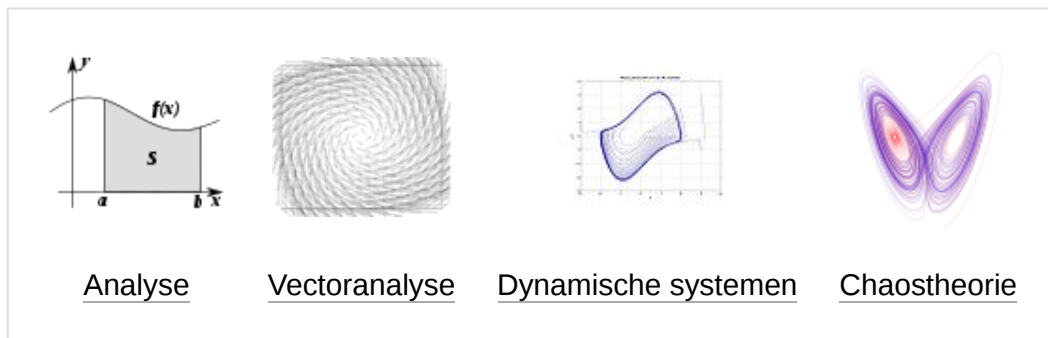 y
f(x)
S
a
b
x
Analyse
Vectoranalyse
Dynamische systemen
Chaostheorie